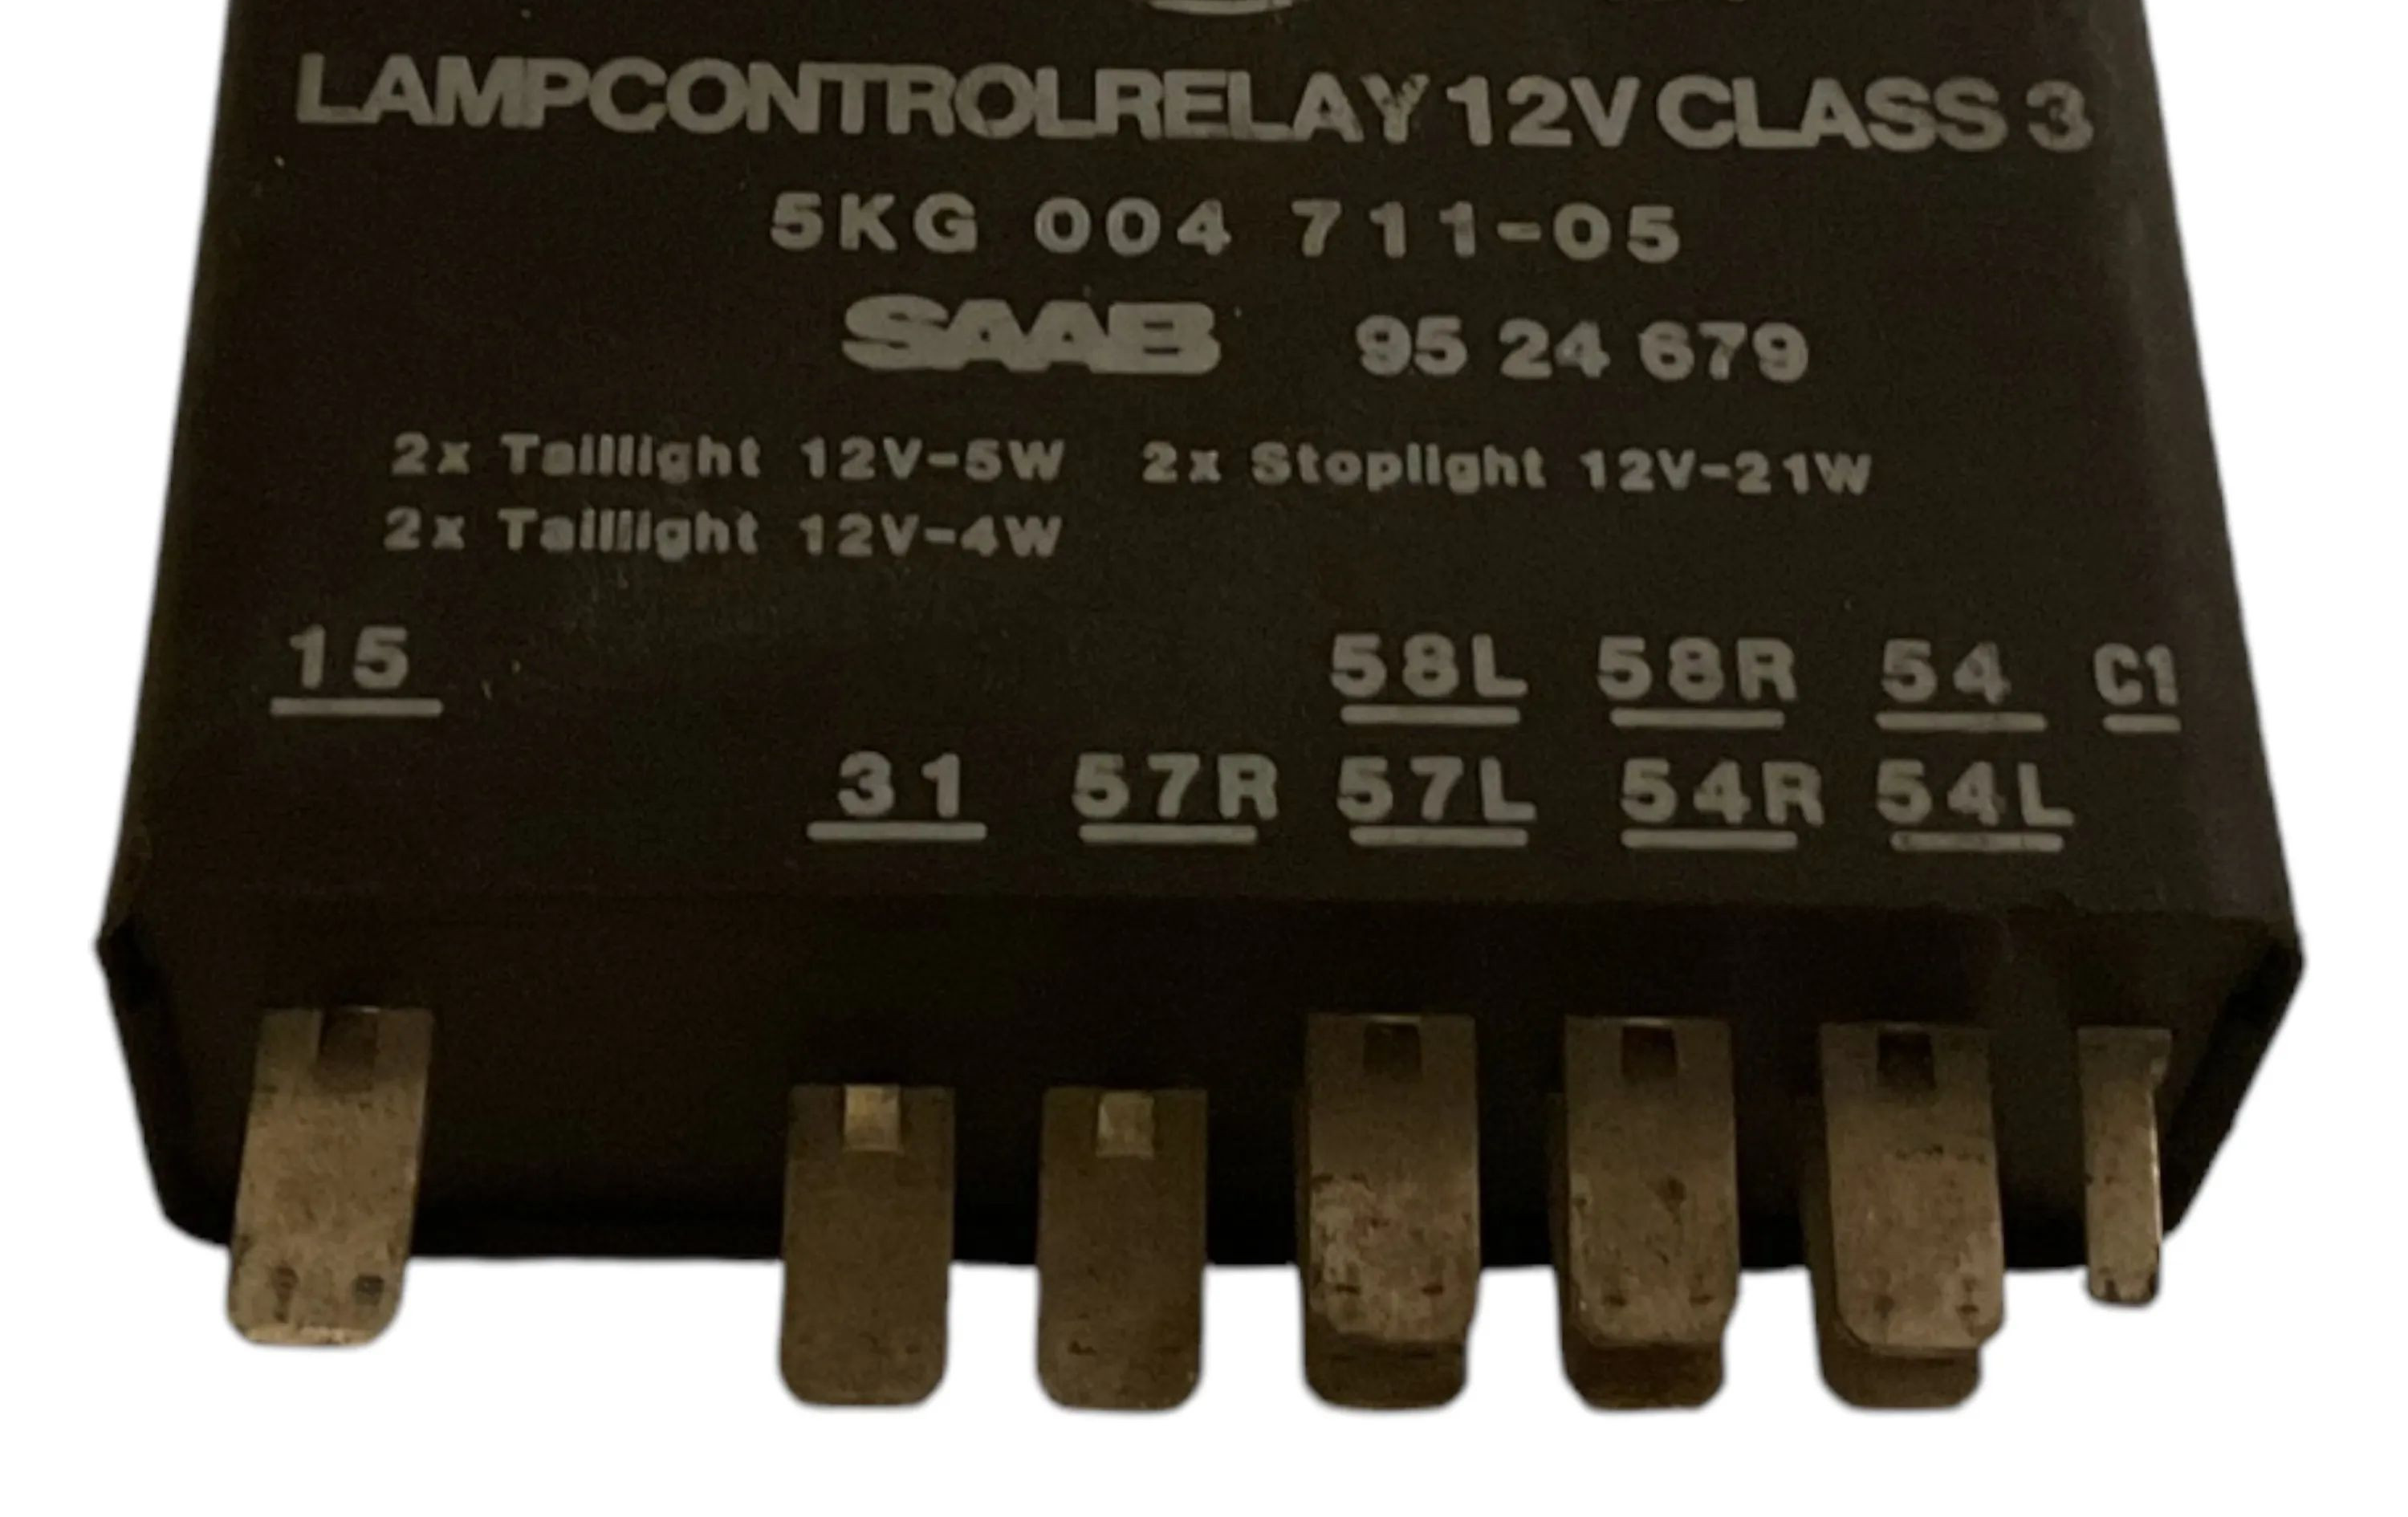 LAMPCONTROLRELAY 12V CLASS 3
5KG 004 711-05
SAAB 95 24 679
2x Taillight 12V-5W 2x Stoplight 12V-21W
2x Taillight 12V-4W
15 58L 58R 54 C1
31 57R 57L 54R 54L